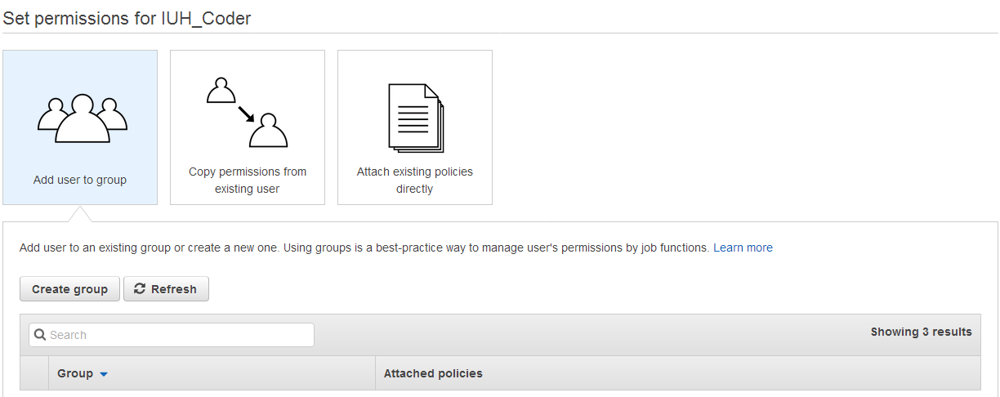 Set permissions for IUH_Coder
Add user to group
Copy permissions from
existing user
Attach existing policies
directly
Add user to an existing group or create a new one. Using groups is a best-practice way to manage user's permissions by job functions. Learn more
Create group
Refresh
Search
Showing 3 results
Group
Attached policies